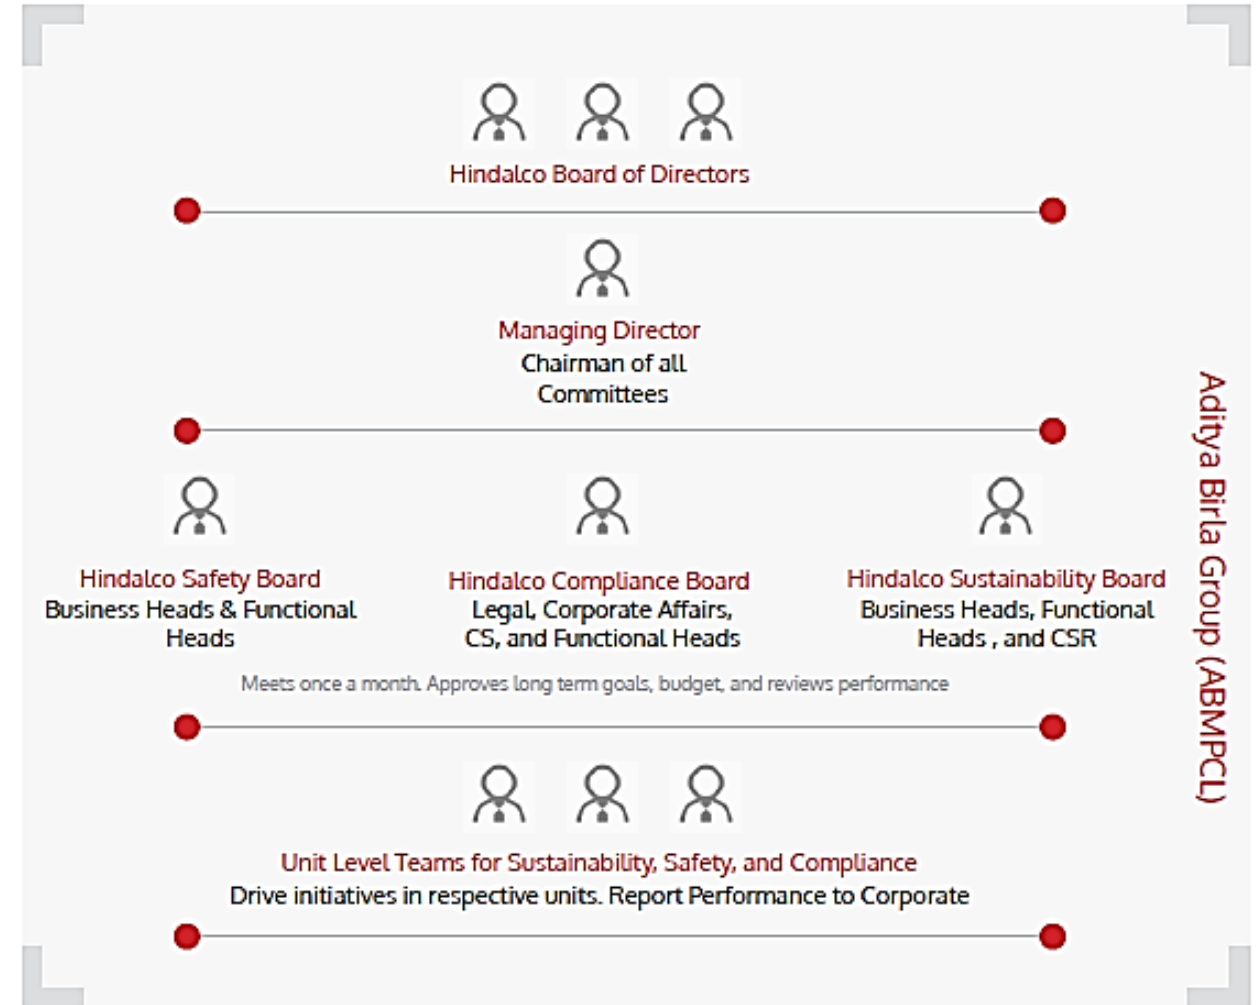 Hindalco Board of Directors
Managing Director
Chairman of all
Committees
Hindalco Safety Board
Business Heads & Functional
Heads
Hindalco Compliance Board
Legal, Corporate Affairs,
CS, and Functional Heads
Hindalco Sustainability Board
Business Heads, Functional
Heads , and CSR
Meets once a month. Approves long term goals, budget, and reviews performance
Unit Level Teams for Sustainability, Safety, and Compliance
Drive initiatives in respective units. Report Performance to Corporate
Aditya Birla Group (ABMPCL)